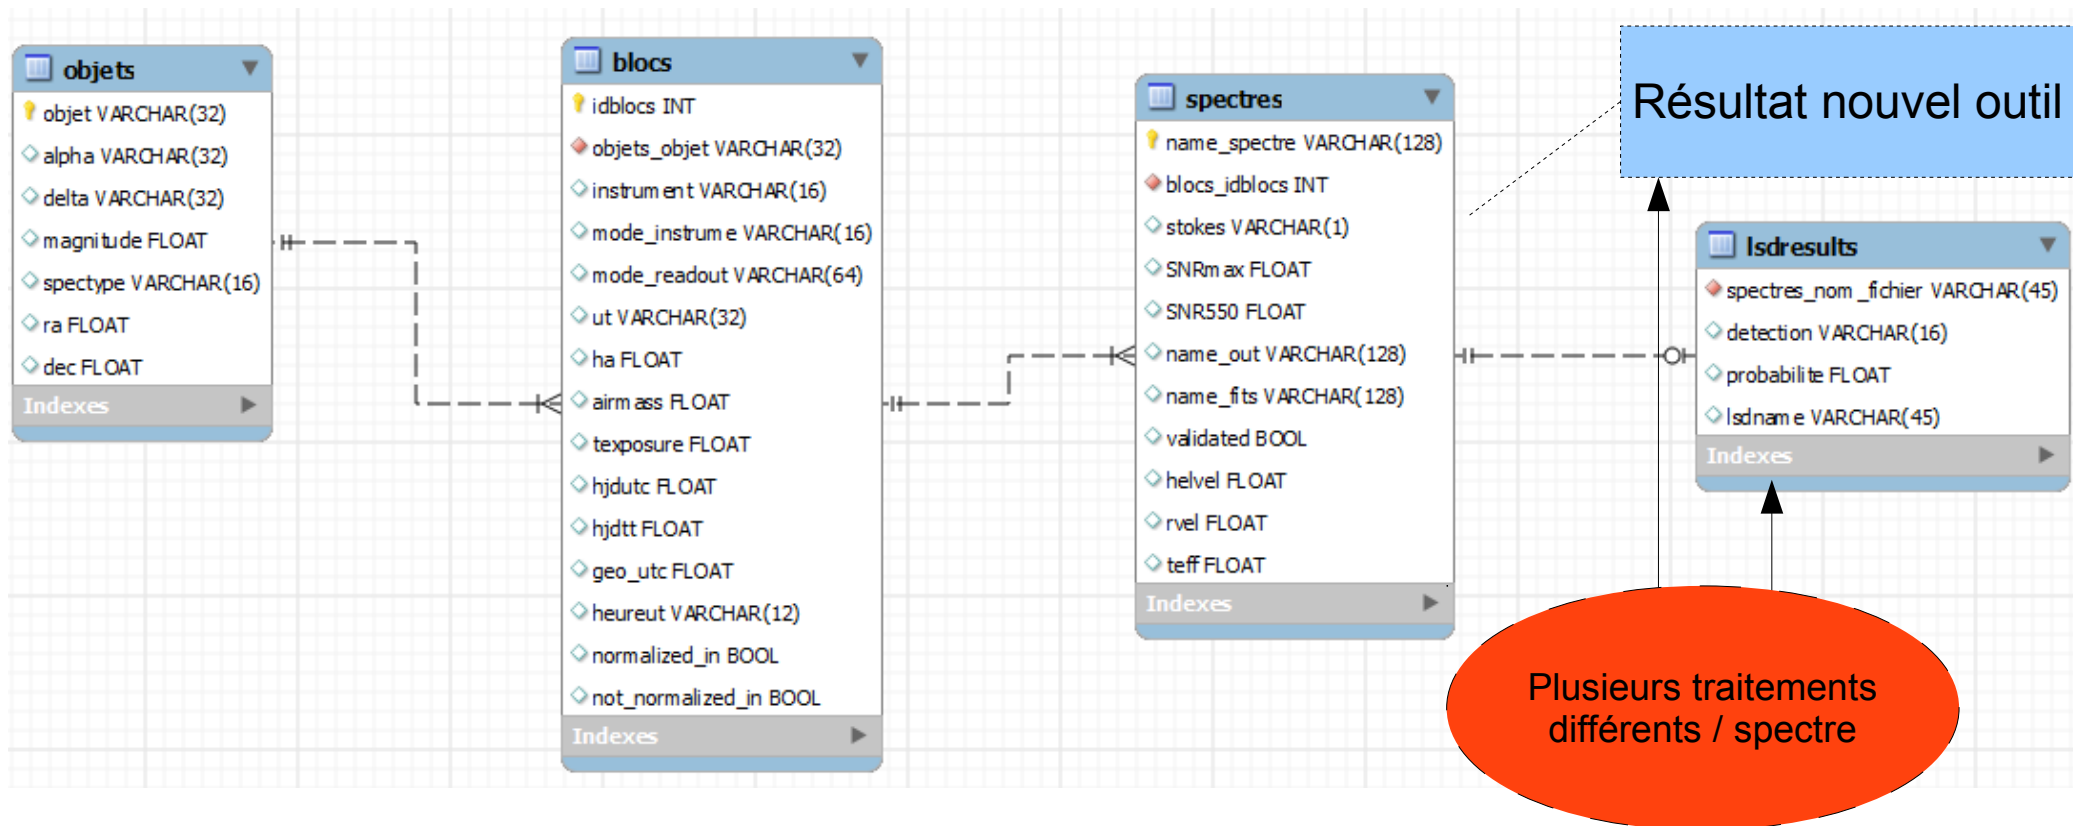 objets
objet VARCHAR(32)
alpha VARCHAR(32)
delta VARCHAR(32)
magnitude FLOAT
spectype VARCHAR(16)
ra FLOAT
dec FLOAT
Indexes
blocs
idblocs INT
objets_objet VARCHAR(32)
instrument VARCHAR(16)
mode_instrume VARCHAR(16)
mode_readout VARCHAR(64)
ut VARCHAR(32)
ha FLOAT
airmass FLOAT
texposure FLOAT
hjdutc FLOAT
hjdtt FLOAT
geo_utc FLOAT
heureut VARCHAR(12)
normalized_in BOOL
not_normalized_in BOOL
Indexes
spectres
name_spectre VARCHAR(128)
blocs_idblocs INT
stokes VARCHAR(1)
SNRmax FLOAT
SNR550 FLOAT
name_out VARCHAR(128)
name_fits VARCHAR(128)
validated BOOL
helvel FLOAT
rvel FLOAT
teff FLOAT
Indexes
Résultat nouvel outil
lsdresults
spectres_nom_fichier VARCHAR(45)
detection VARCHAR(16)
probabilite FLOAT
lsdname VARCHAR(45)
Indexes
Plusieurs traitements
différents / spectre